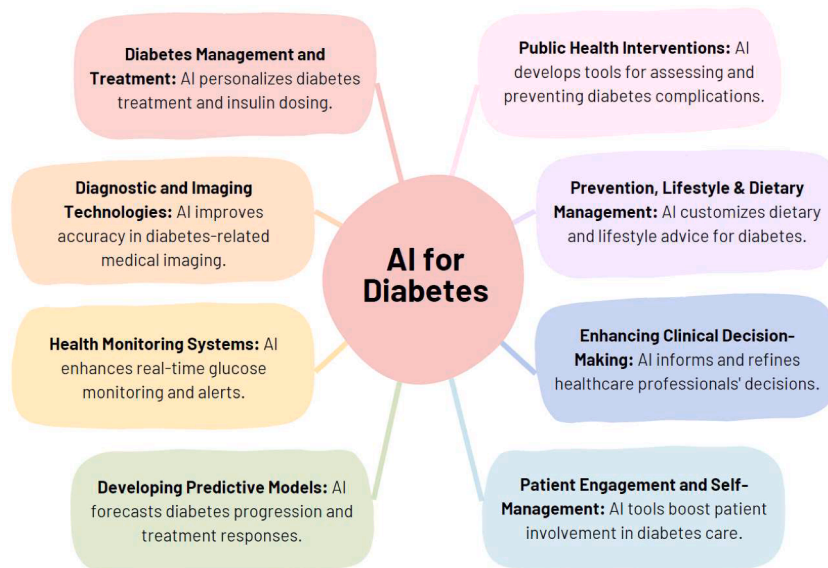 Diabetes Management and
Treatment: AI personalizes diabetes
treatment and insulin dosing.
Public Health Interventions: AI
develops tools for assessing and
preventing diabetes complications.
Diagnostic and Imaging
Technologies: AI improves
accuracy in diabetes-related
medical imaging.
Prevention, Lifestyle & Dietary
Management: AI customizes dietary
and lifestyle advice for diabetes.
AI for
Diabetes
Health Monitoring Systems: AI
enhances real-time glucose
monitoring and alerts.
Enhancing Clinical Decision-
Making: AI informs and refines
healthcare professionals' decisions.
Developing Predictive Models: AI
forecasts diabetes progression and
treatment responses.
Patient Engagement and Self-
Management: AI tools boost patient
involvement in diabetes care.